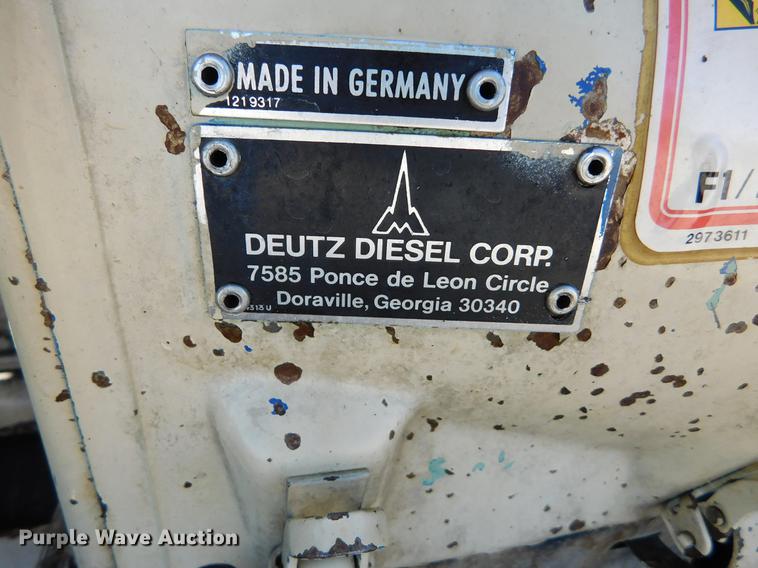 MADE IN GERMANY
1219317
DEUTZ DIESEL CORP.
7585 Ponce de Leon Circle
Doraville, Georgia 30340
F1/
2973611
Purple Wave Auction